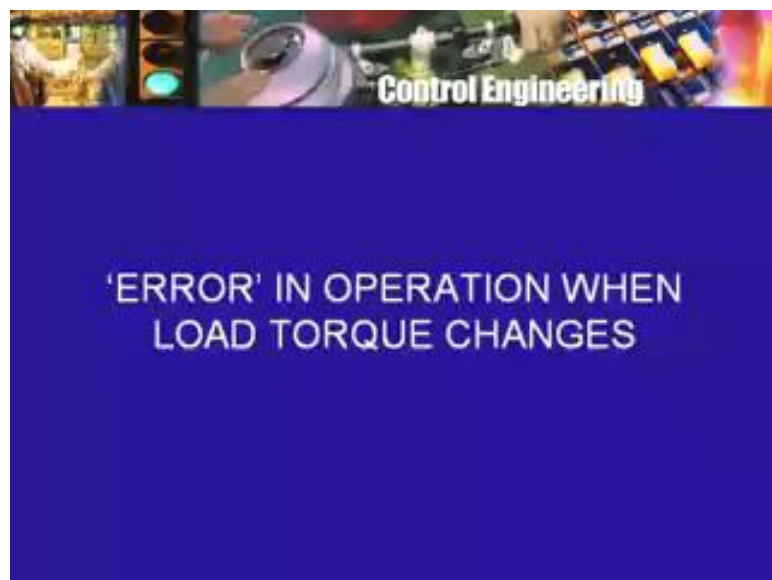 Control Engineering
‘ERROR’ IN OPERATION WHEN
LOAD TORQUE CHANGES